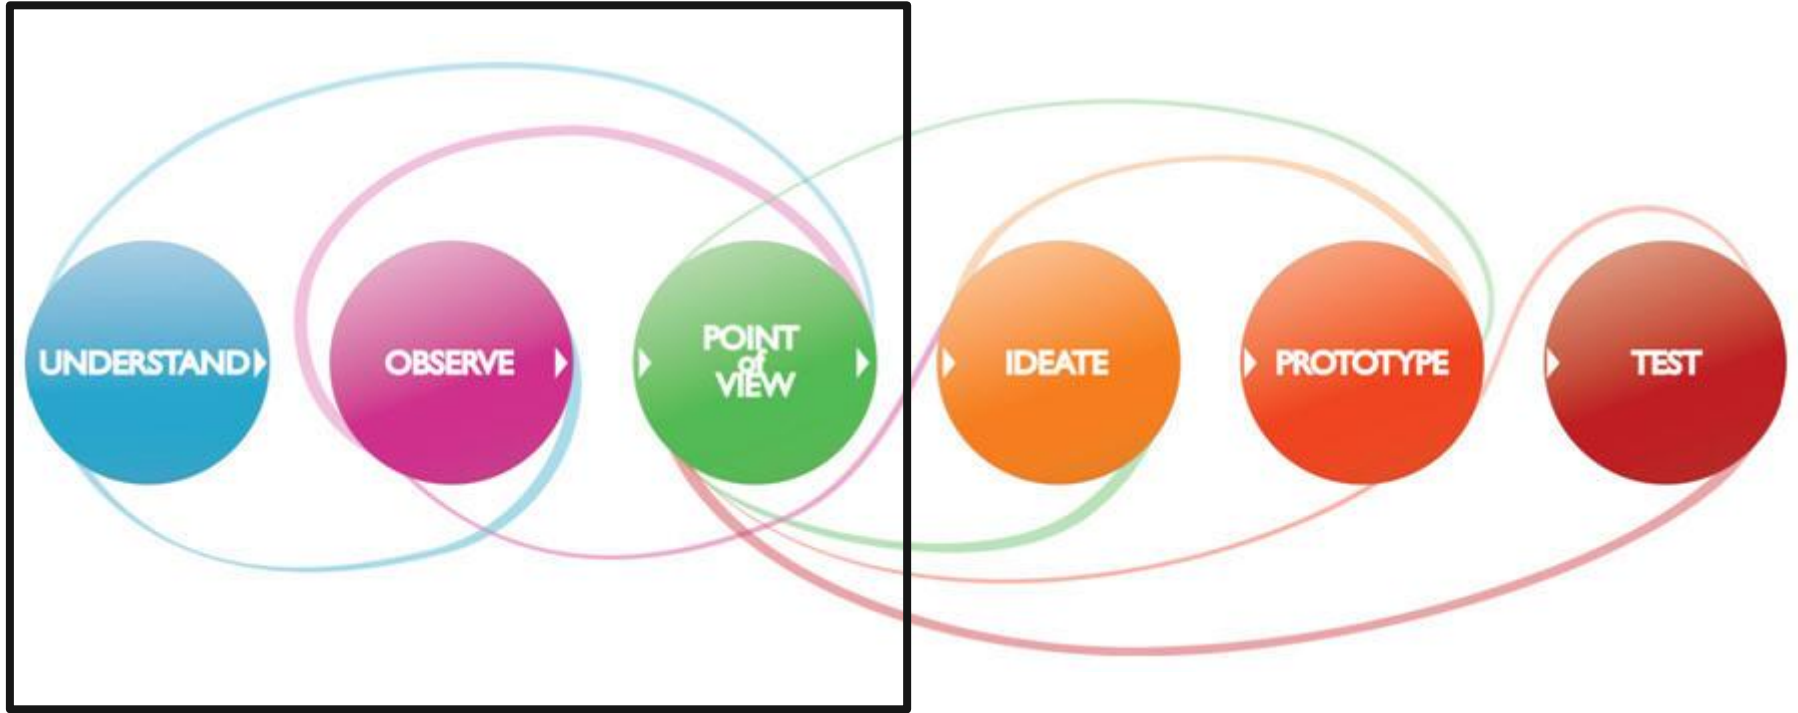 UNDERSTAND
OBSERVE
POINT
of
VIEW
IDEATE
PROTOTYPE
TEST